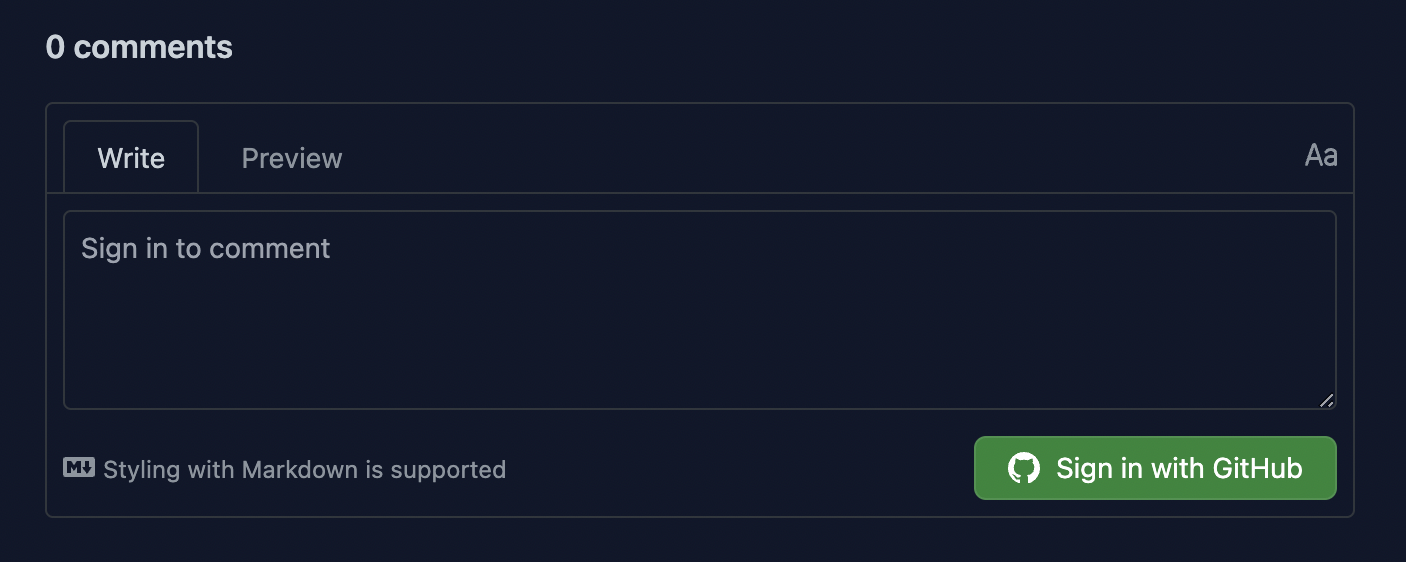 0 comments
Write
Preview
Aa
Sign in to comment
M Styling with Markdown is supported
Sign in with GitHub